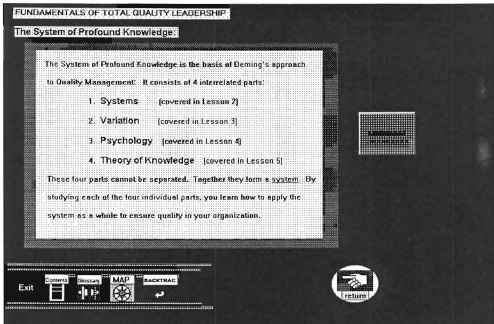 FUNDAMENTALS OF TOTAL QUALITY LEADERSHIP:
The System of Profound Knowledge:
The System of Profound Knowledge is the basis of Deming's approach
to Quality Management: It consists of 4 interrelated parts:
1. Systems (covered in Lesson 2)
2. Variation (covered in Lesson 3)
3. Psychology (covered in Lesson 4)
4. Theory of Knowledge (covered in Lesson 5)
These four parts cannot be separated. Together they form a system. By
studying each of the four individual parts, you learn how to apply the
system as a whole to ensure quality in your organization.
Exit
Contents
Glossary
MAP
BACKTRAC
return